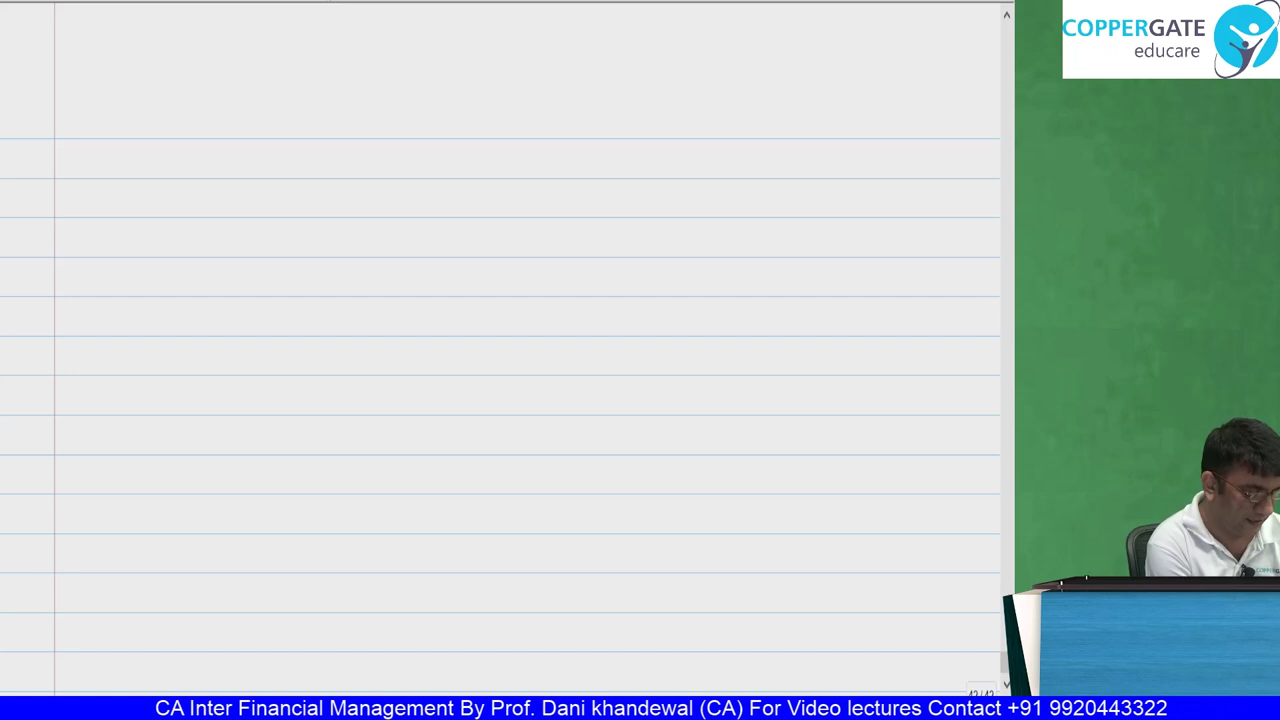 COPPERGATE
educare
CA Inter Financial Management By Prof. Dani khandewal (CA) For Video lectures Contact +91 9920443322